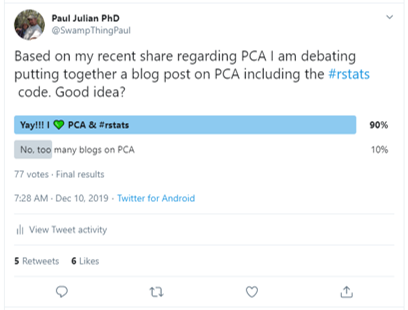 Paul Julian PhD
@SwampThingPaul
Based on my recent share regarding PCA I am debating
putting together a blog post on PCA including the #rstats
code. Good idea?
Yay!!! I 💚 PCA & #rstats 90%
No, too many blogs on PCA 10%
77 votes · Final results
7:28 AM · Dec 10, 2019 · Twitter for Android
View Tweet activity
5 Retweets 6 Likes